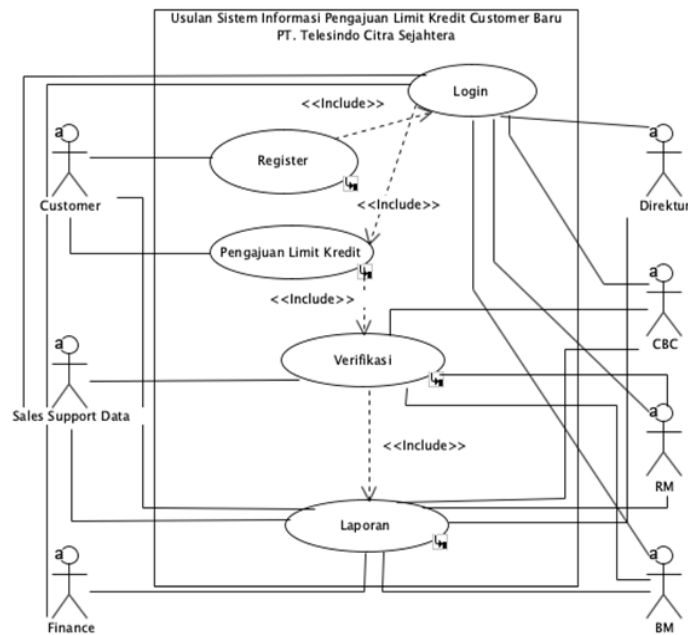 Usulan Sistem Informasi Pengajuan Limit Kredit Customer Baru
PT. Telesindo Citra Sejahtera
Login
<<Include>>
a
a
Register
Customer
Direktur
<<Include>>
Pengajuan Limit Kredit
a
<<Include>>
CBC
a
Verifikasi
Sales Support Data
a
<<Include>>
RM
Laporan
a
a
Finance
BM